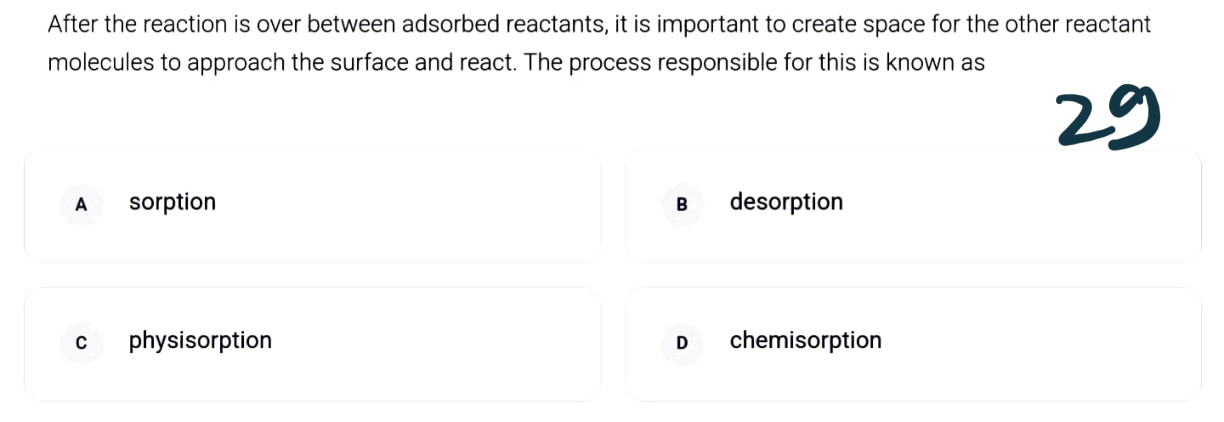 After the reaction is over between adsorbed reactants, it is important to create space for the other reactant
molecules to approach the surface and react. The process responsible for this is known as
29
A sorption
B desorption
C physisorption
D chemisorption